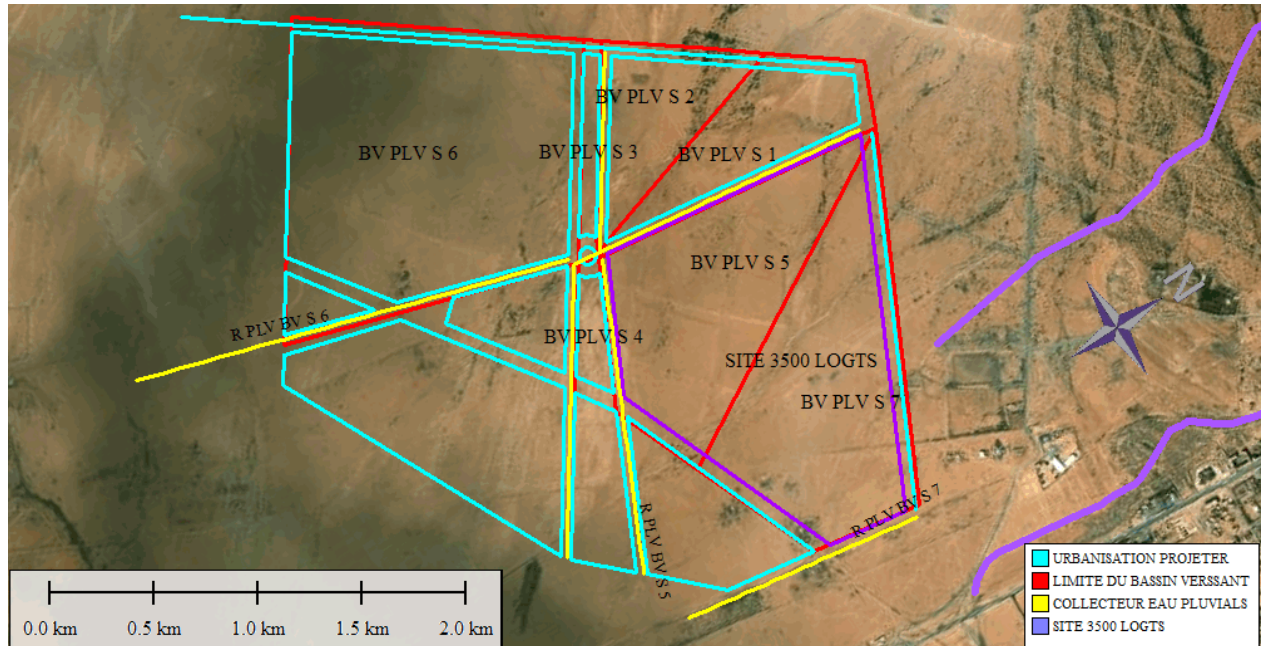 BV PLV S 2
BV PLV S 6
BV PLV S 3
BV PLV S 1
BV PLV S 5
R PLV BV S 6
BV PLV S 4
SITE 3500 LOGTS
BV PLV S 7
R PLV BV S 7
R PLV BV S 5
N
URBANISATION PROJETER
LIMITE DU BASSIN VERSSANT
COLLECTEUR EAU PLUVIALS
SITE 3500 LOGTS
0.0 km 0.5 km 1.0 km 1.5 km 2.0 km